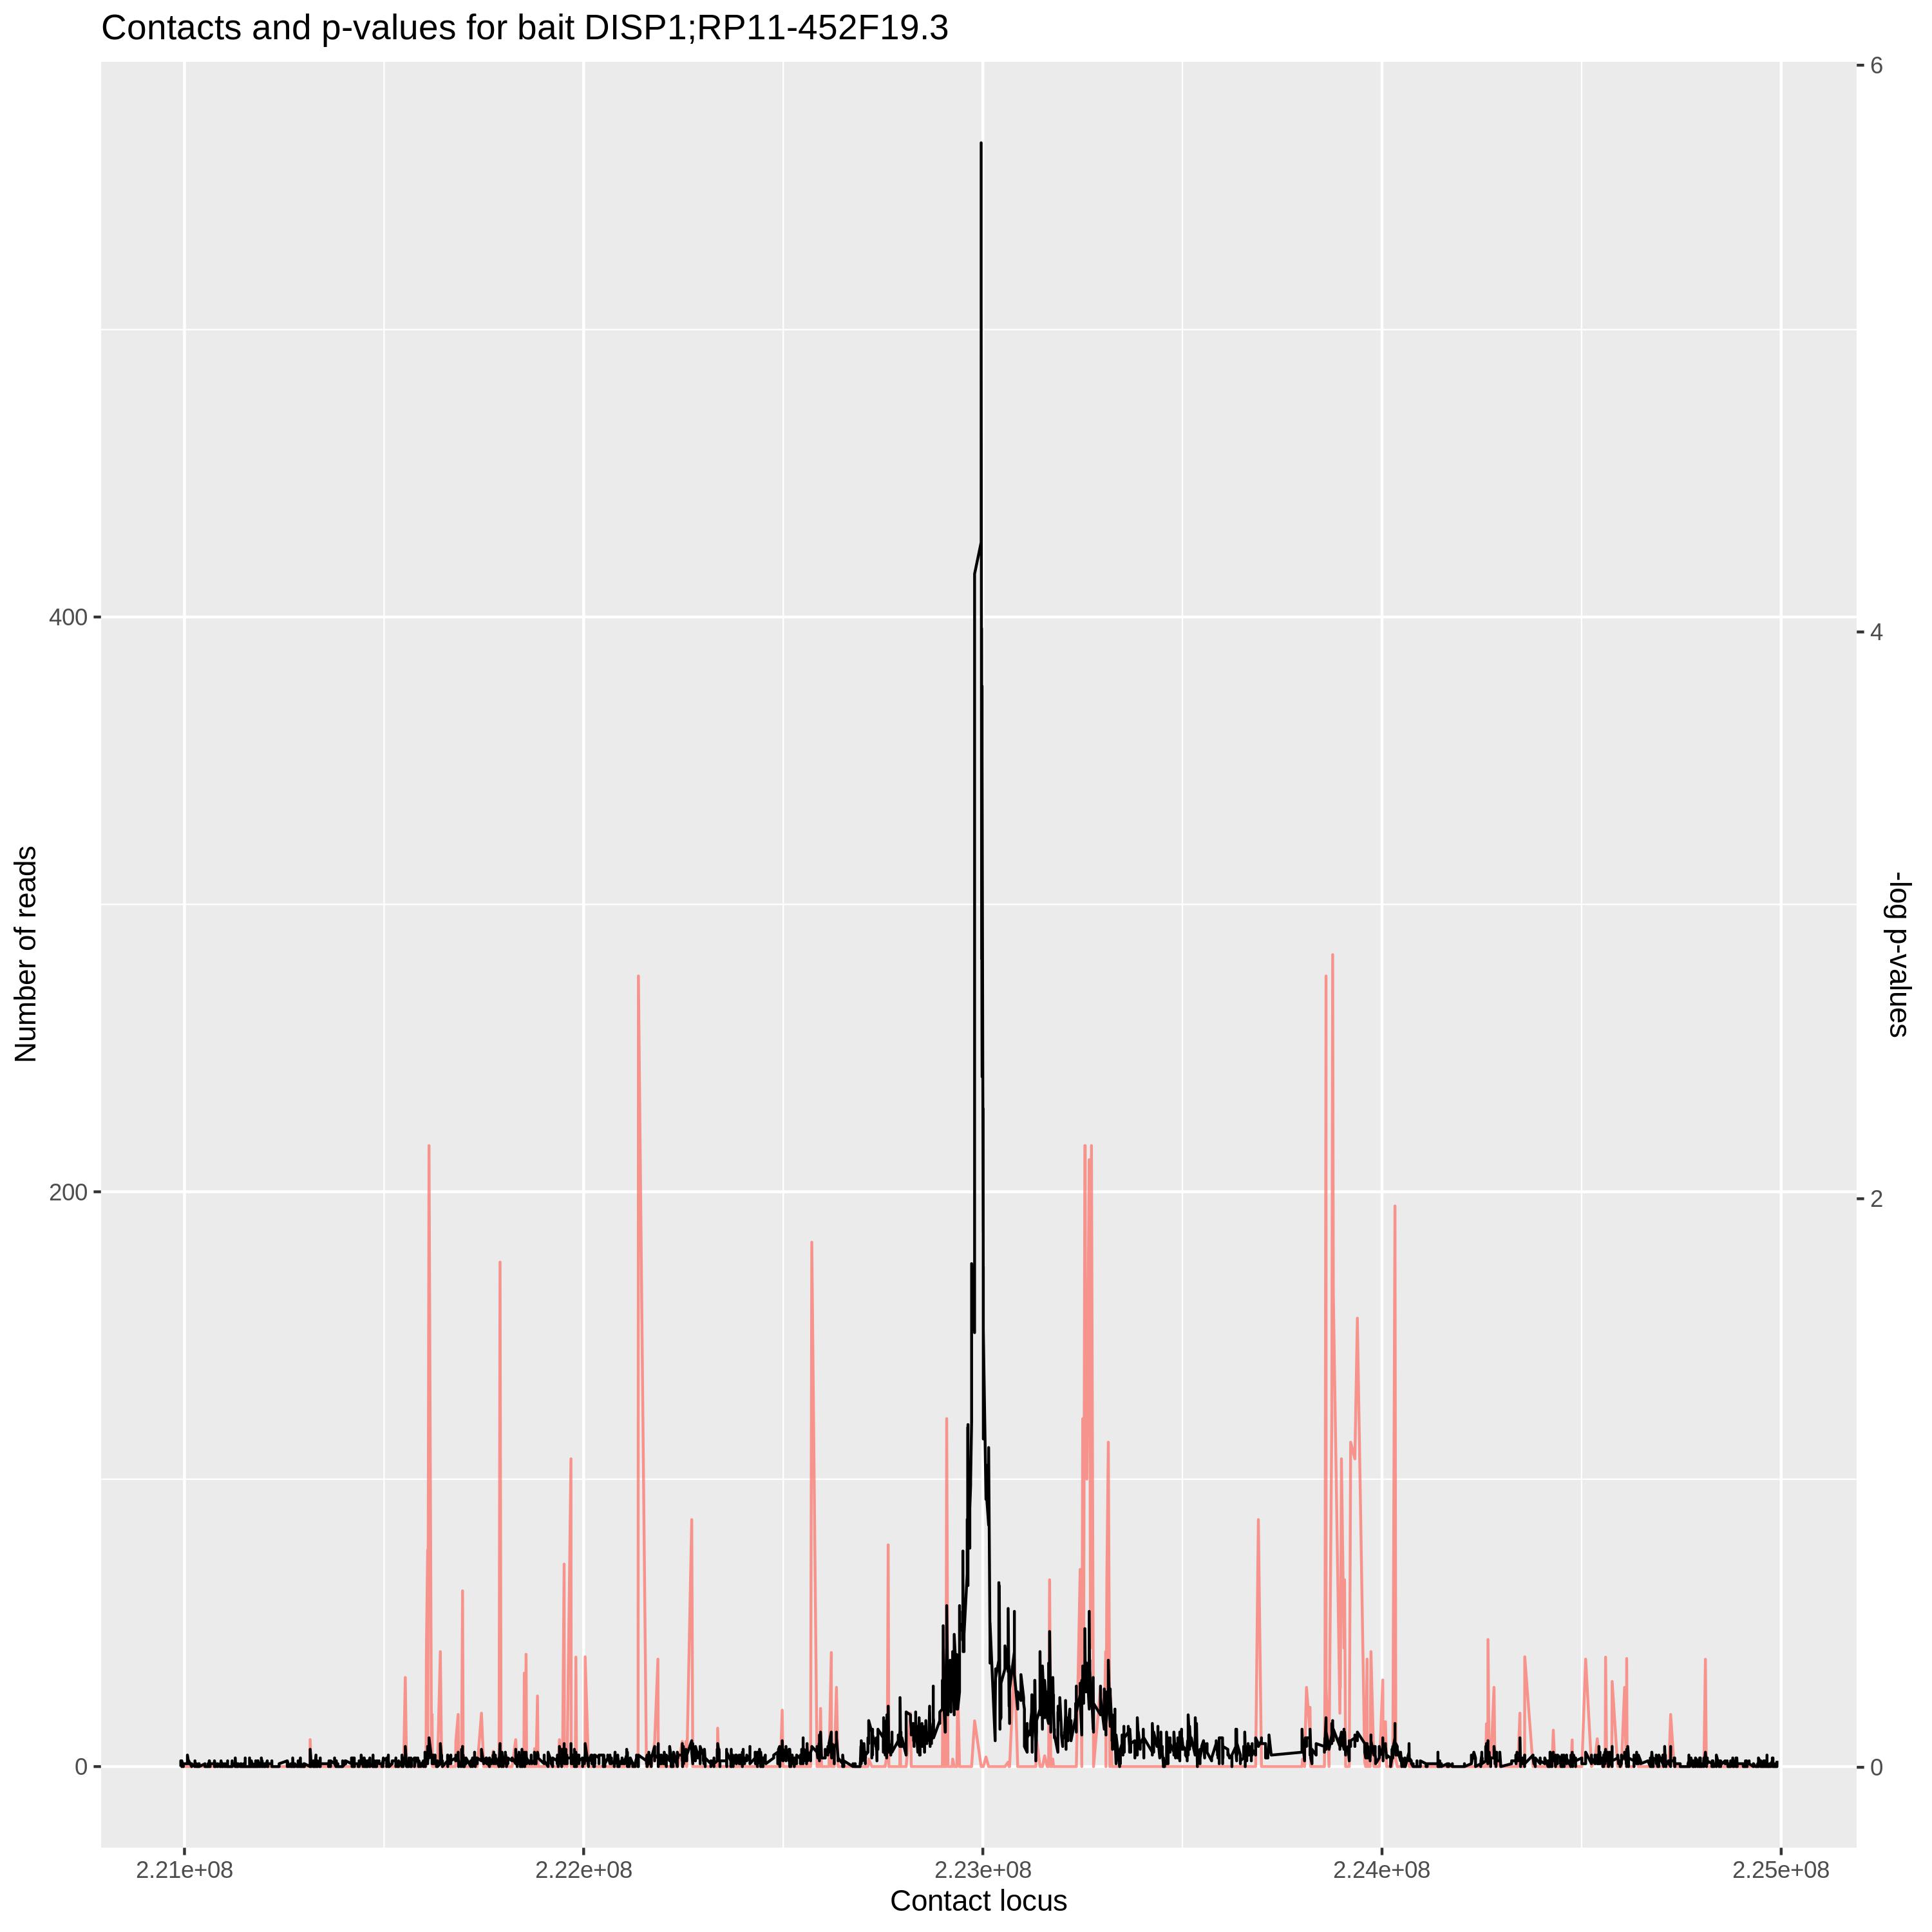 Contacts and p-values for bait DISP1;RP11-452F19.3
6
400
4
Number of reads
-log p-values
200
2
0
0
2.21e+08
2.22e+08
2.23e+08
2.24e+08
2.25e+08
Contact locus